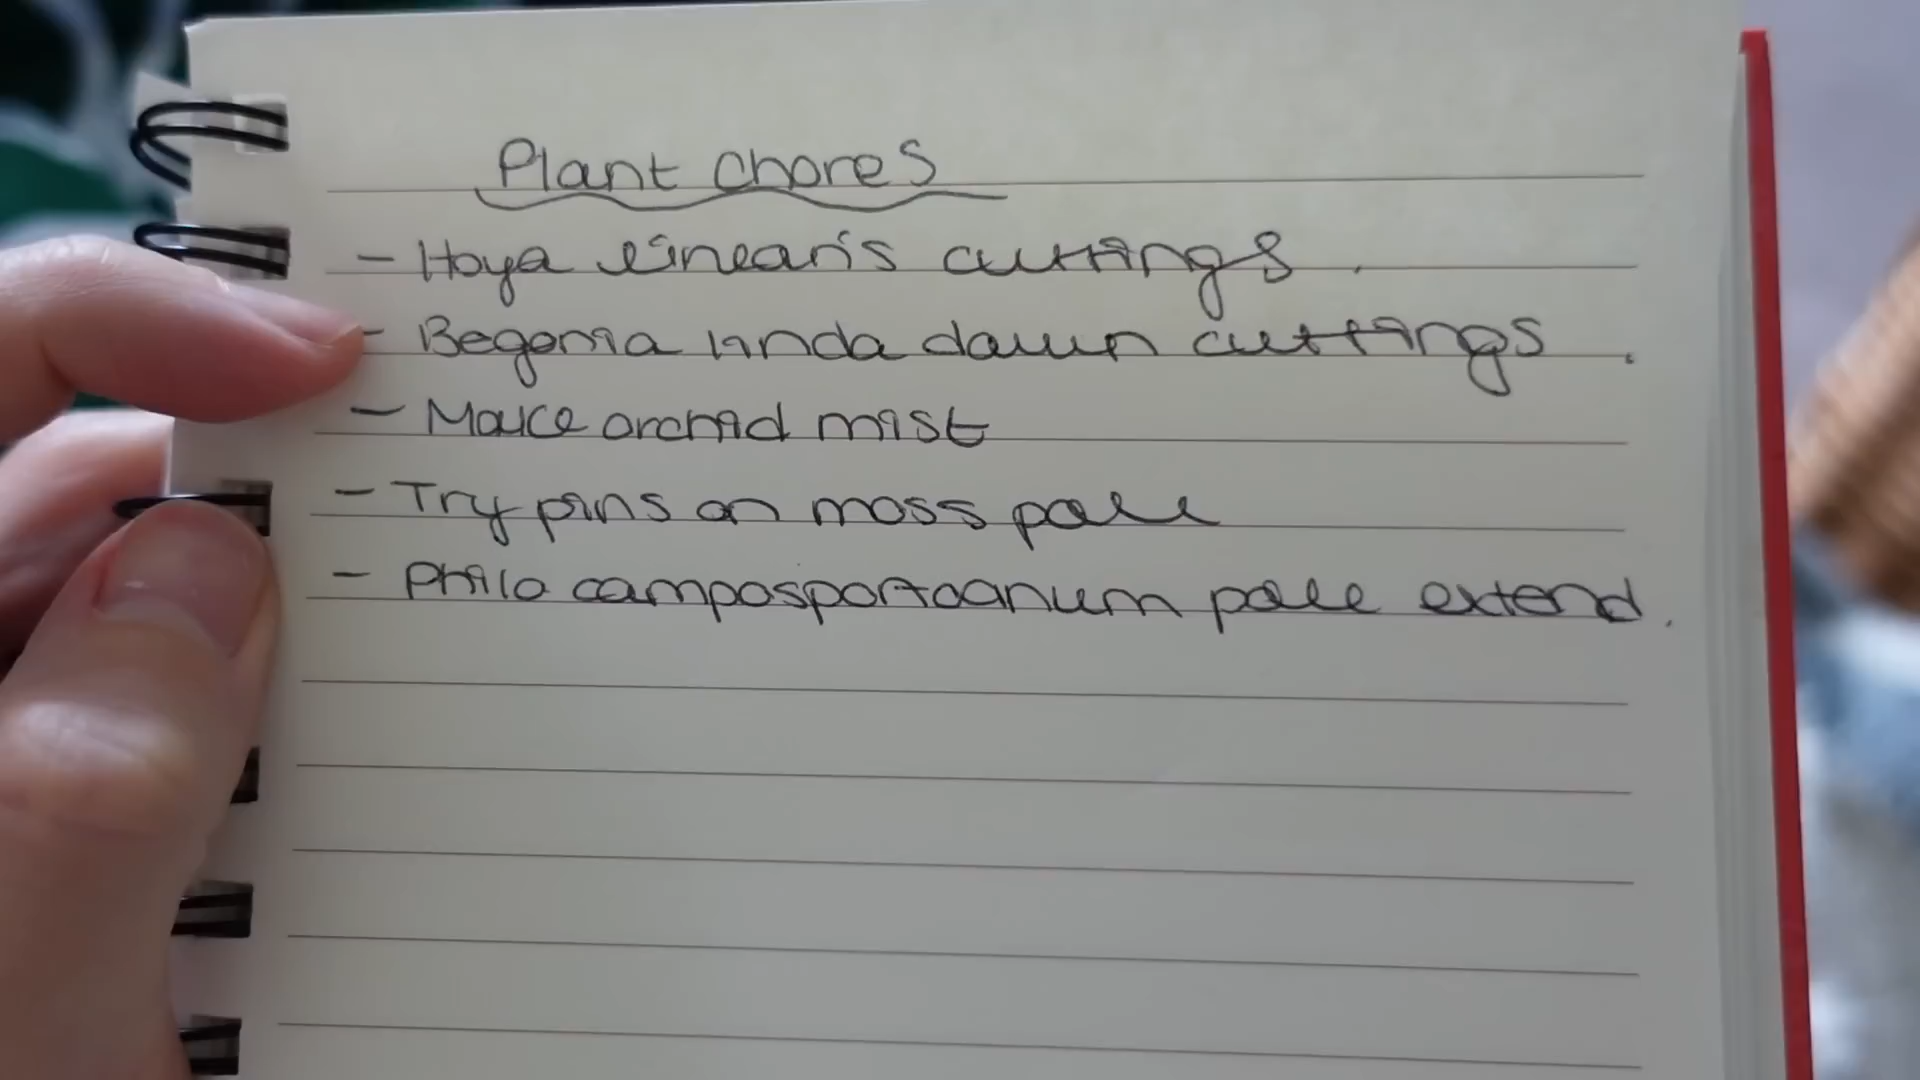 Plant Chores
- Hoya linearis cuttings.
- Begonia linda dawn cuttings.
- Make orchid mist
- Try pins on moss pole
- Philo camposportoanum pole extend.